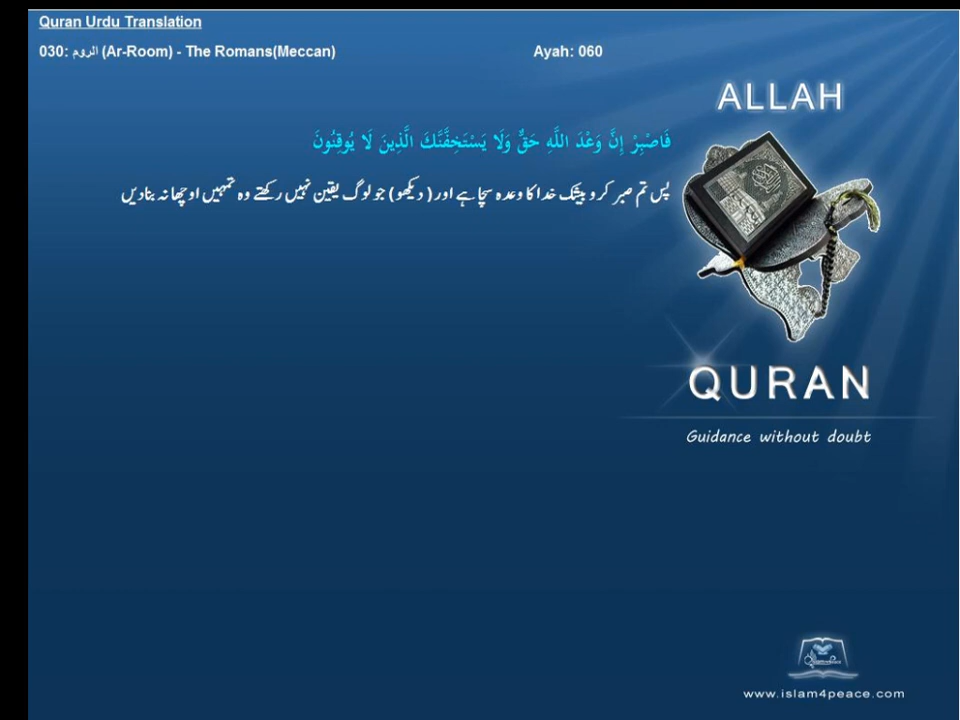 Quran Urdu Translation
030: الروم (Ar-Room) - The Romans(Meccan) Ayah: 060
ALLAH
فَاصْبِرْ إِنَّ وَعْدَ اللَّهِ حَقٌّ وَلَا يَسْتَخِفَّنَّكَ الَّذِينَ لَا يُوقِنُونَ
پس تم صبر کرو بیشک خدا کا وعدہ سچا ہے اور (دیکھو) جو لوگ یقین نہیں رکھتے وہ تمہیں اوچھا نہ بنادیں
QURAN
Guidance without doubt
www.islam4peace.com